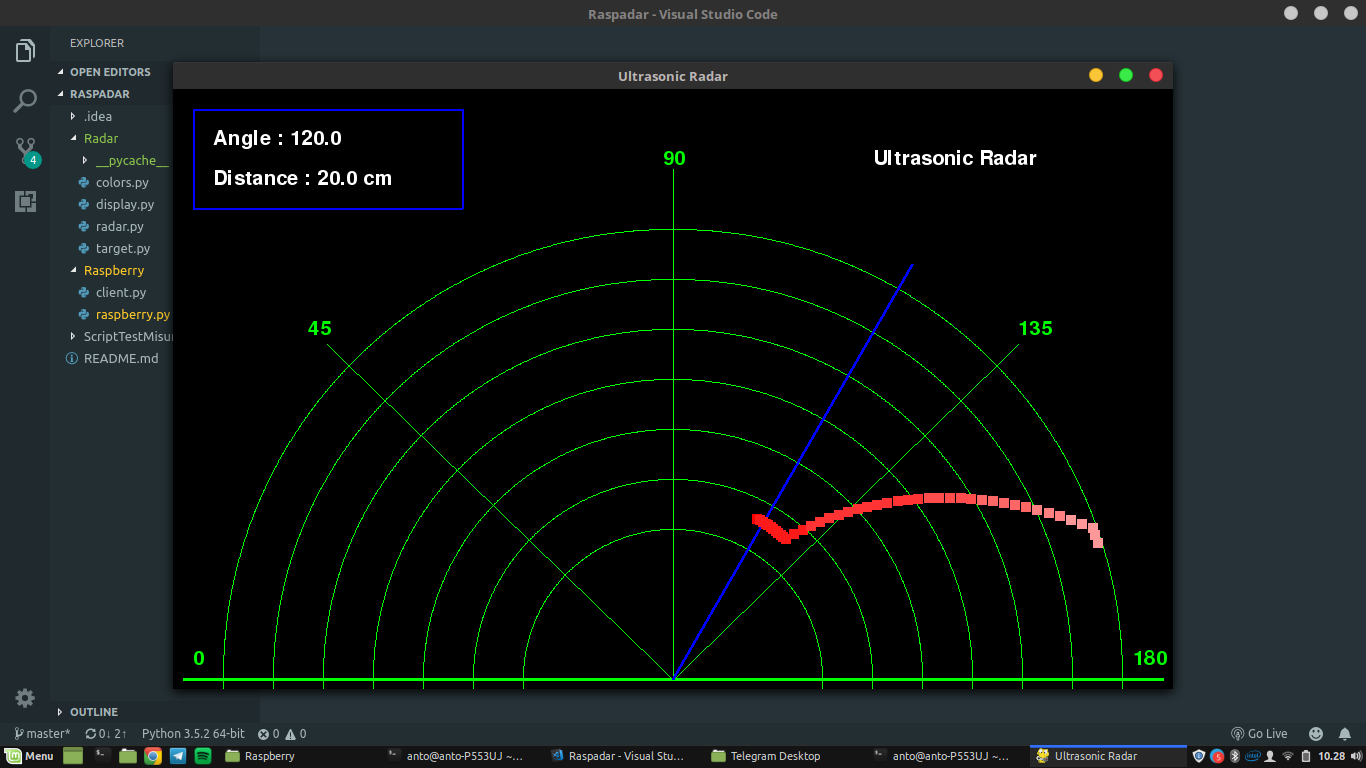 Raspadar - Visual Studio Code
EXPLORER
OPEN EDITORS
RASPADAR
.idea
Radar
__pycache__
colors.py
display.py
radar.py
target.py
Raspberry
client.py
raspberry.py
ScriptTestMisu
README.md
OUTLINE
4
Ultrasonic Radar
Angle : 120.0
Distance : 20.0 cm
Ultrasonic Radar
90
45
135
0
180
master*
0↓ 2↑
Python 3.5.2 64-bit
0
0
Go Live
Menu
Raspberry
anto@anto-P553UJ ~...
Raspadar - Visual Stu...
Telegram Desktop
anto@anto-P553UJ ~...
Ultrasonic Radar
10.28